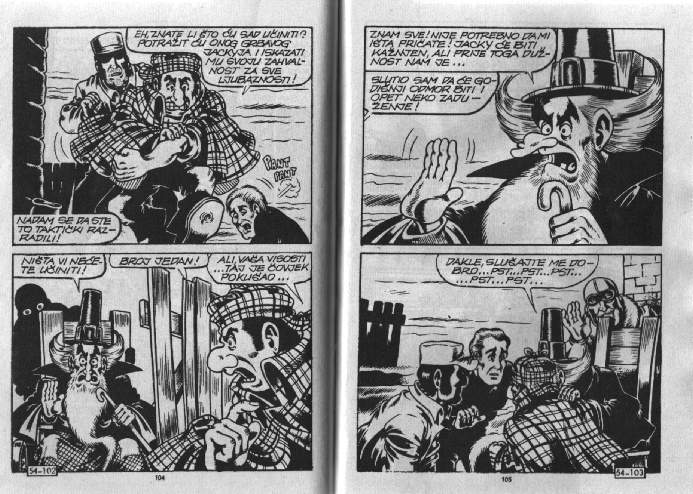 EH, ZNATE LI ŠTO ĆU SAD UČINITI?
POTRAŽIT ĆU ONOG GRBAVOG
JACKYJA I ISKAZATI
MU SVOJU ZAHVAL-
NOST ZA SVE
LJUBAZNOSTI!
PANT
PANT
NADAM SE DA STE
TO TAKTIČKI RAZ-
RADILI!
NIŠTA VI NEĆE-
TE UČINITI!
BROJ JEDAN!
ALI, VAŠA VISOSTI
...TAJ JE ČOVJEK
POKUŠAO...
54-102
104
ZNAM SVE! NIJE POTREBNO DA MI
IŠTA PRIČATE! JACKY ĆE BITI
KAŽNJEN, ALI PRIJE TOGA DUŽ-
NOST NAM JE...
SLUTIO SAM DA ĆE GO-
DIŠNJI ODMOR BITI I
OPET NEKO ZADU-
ŽENJE!
DAKLE, SLUŠAJTE ME DO-
BRO...PST...PST...PST...
...PST...PST...
105
54-103